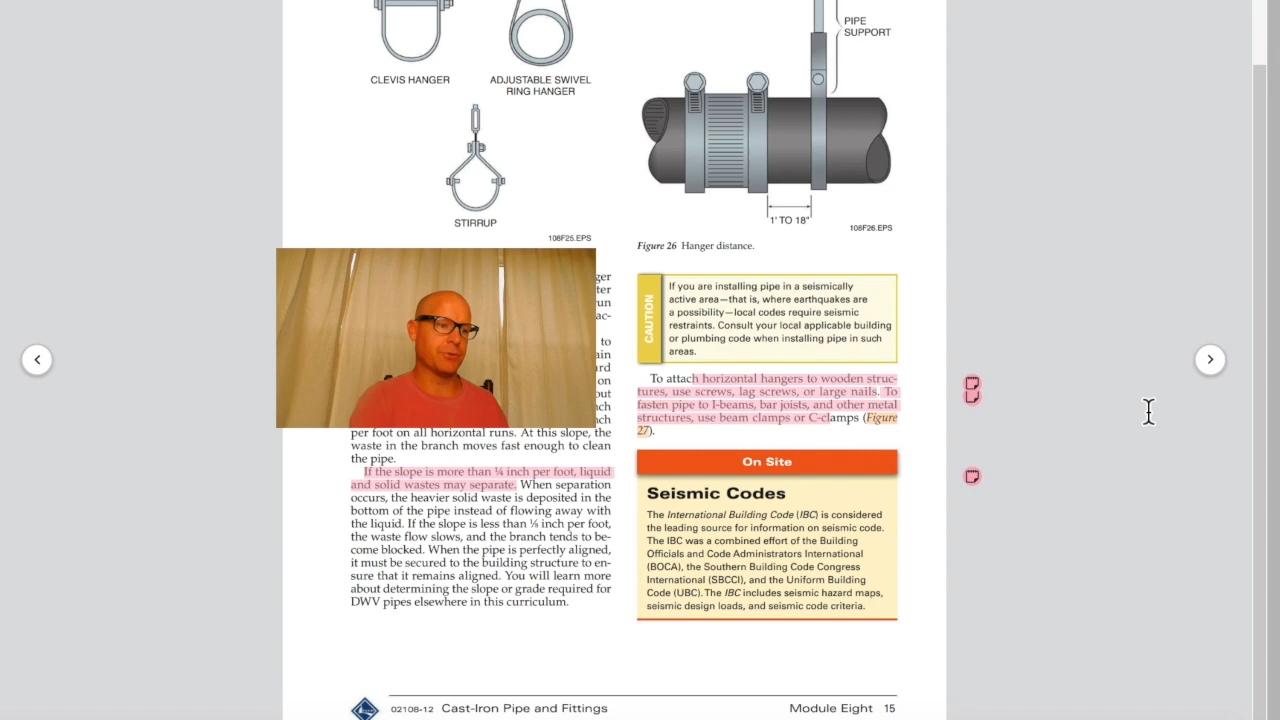 CLEVIS HANGER
ADJUSTABLE SWIVEL
RING HANGER
STIRRUP
108F25.EPS
PIPE
SUPPORT
1' TO 18"
108F26.EPS
Figure 26 Hanger distance.
per foot on all horizontal runs. At this slope, the
waste in the branch moves fast enough to clean
the pipe.
If the slope is more than ¼ inch per foot, liquid
and solid wastes may separate. When separation
occurs, the heavier solid waste is deposited in the
bottom of the pipe instead of flowing away with
the liquid. If the slope is less than ⅛ inch per foot,
the waste flow slows, and the branch tends to be-
come blocked. When the pipe is perfectly aligned,
it must be secured to the building structure to en-
sure that it remains aligned. You will learn more
about determining the slope or grade required for
DWV pipes elsewhere in this curriculum.
CAUTION
If you are installing pipe in a seismically
active area—that is, where earthquakes are
a possibility—local codes require seismic
restraints. Consult your local applicable building
or plumbing code when installing pipe in such
areas.
To attach horizontal hangers to wooden struc-
tures, use screws, lag screws, or large nails. To
fasten pipe to I-beams, bar joists, and other metal
structures, use beam clamps or C-clamps (Figure
27).
On Site
Seismic Codes
The International Building Code (IBC) is considered
the leading source for information on seismic code.
The IBC was a combined effort of the Building
Officials and Code Administrators International
(BOCA), the Southern Building Code Congress
International (SBCCI), and the Uniform Building
Code (UBC). The IBC includes seismic hazard maps,
seismic design loads, and seismic code criteria.
02108-12 Cast-Iron Pipe and Fittings
Module Eight 15